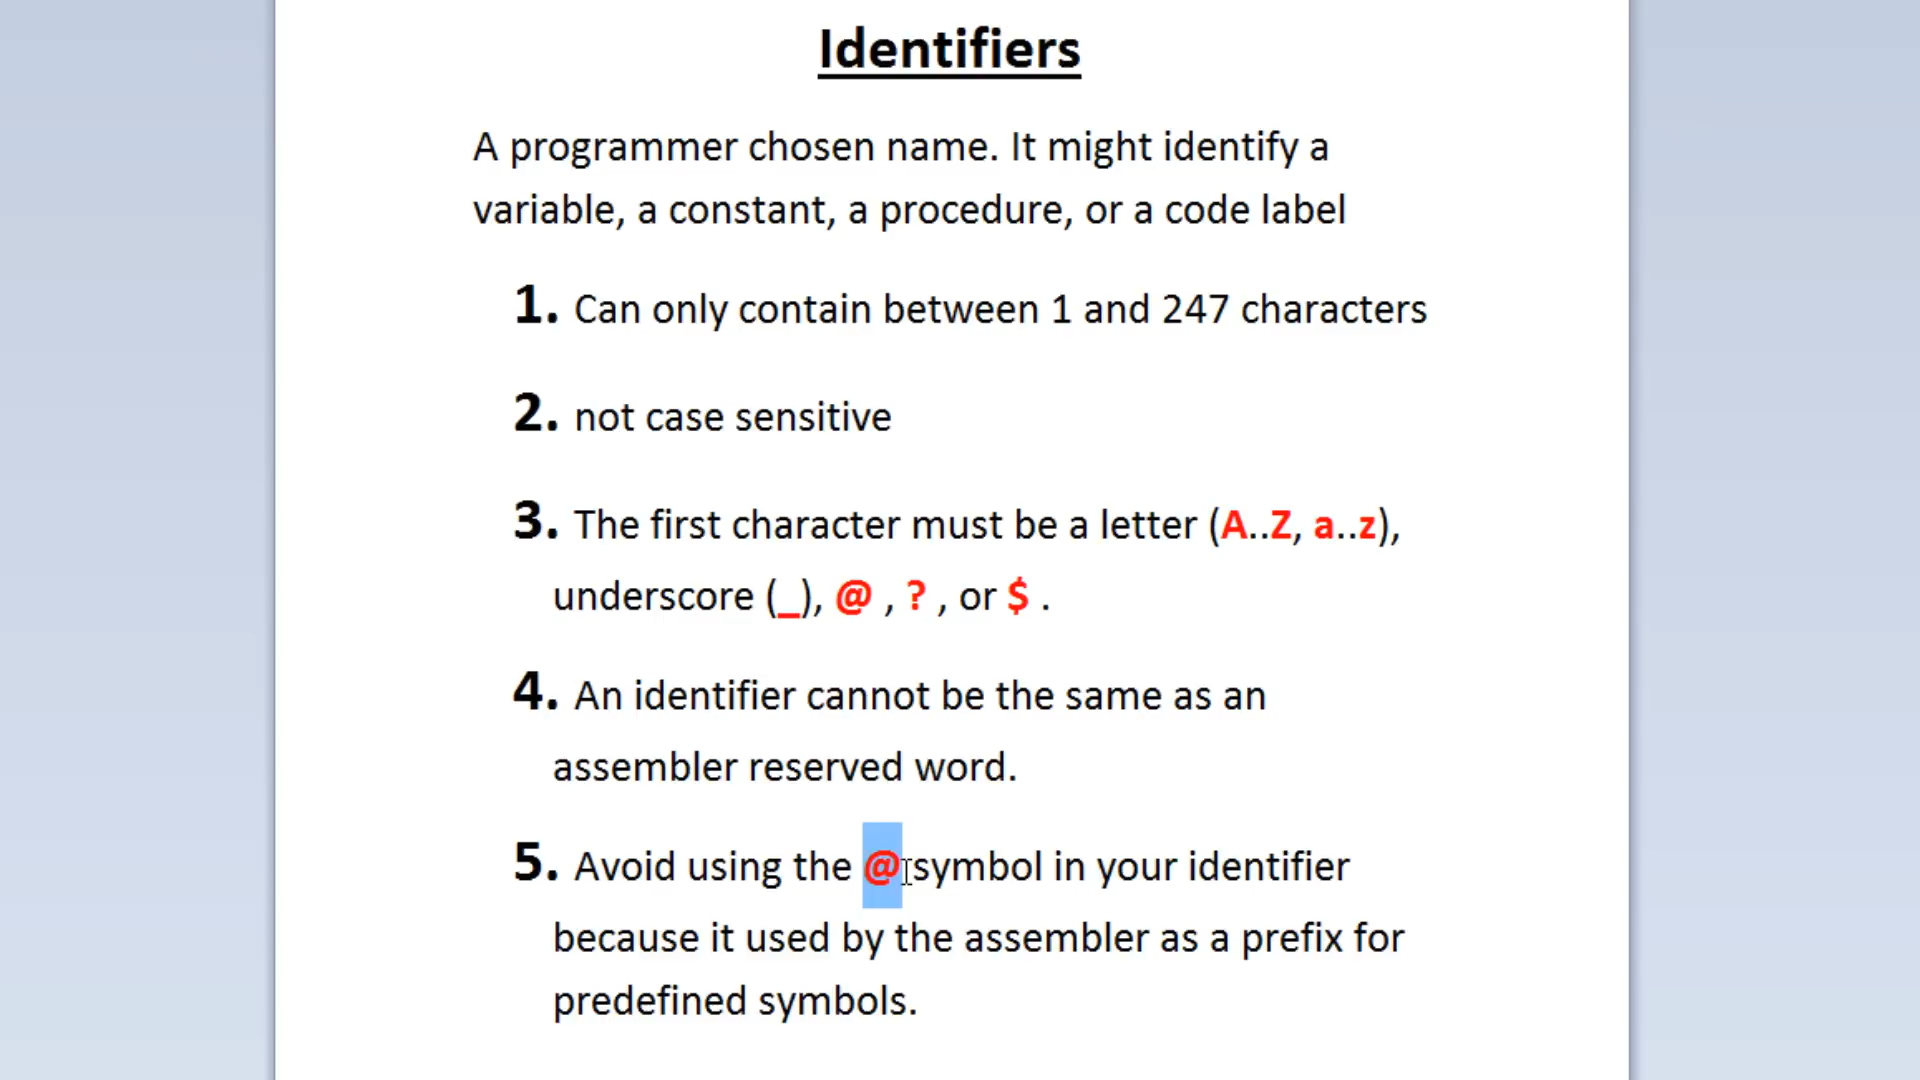 Identifiers
A programmer chosen name. It might identify a
variable, a constant, a procedure, or a code label
1. Can only contain between 1 and 247 characters
2. not case sensitive
3. The first character must be a letter (A..Z, a..z),
underscore (_), @ , ? , or $ .
4. An identifier cannot be the same as an
assembler reserved word.
5. Avoid using the @ symbol in your identifier
because it used by the assembler as a prefix for
predefined symbols.